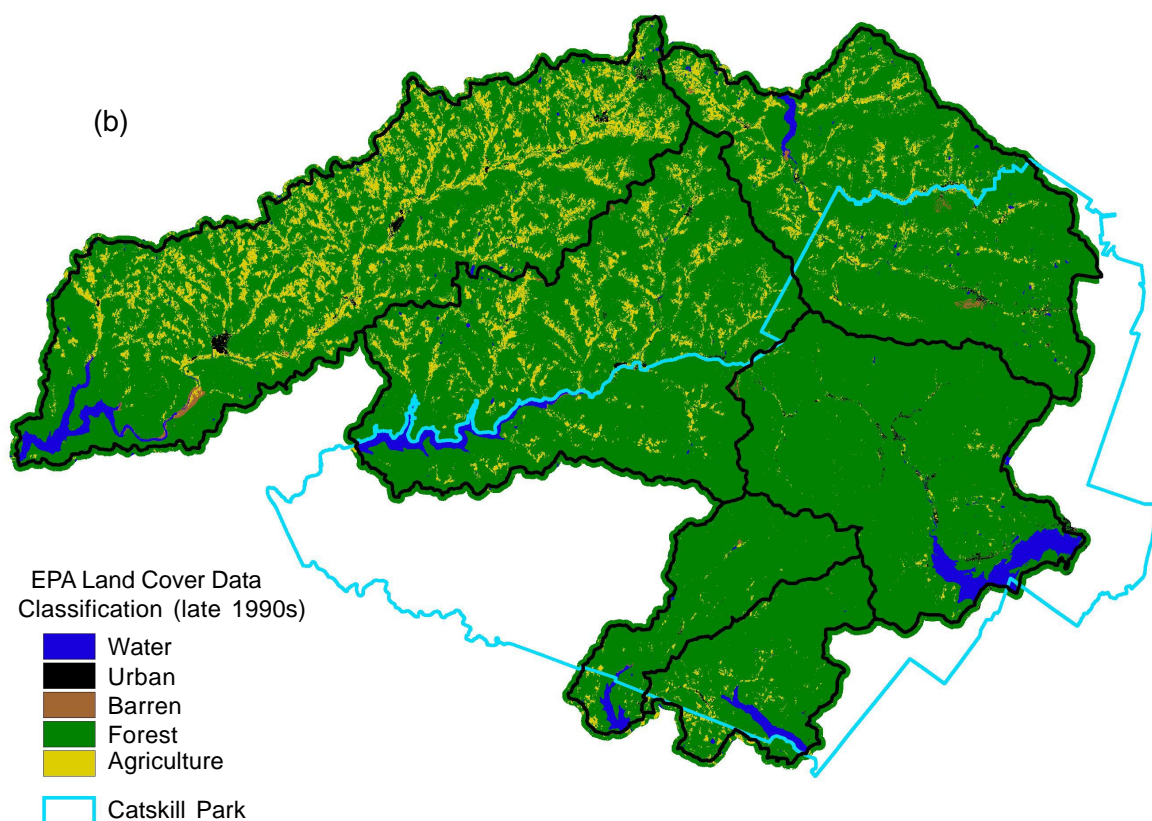 (b)
EPA Land Cover Data
Classification (late 1990s)
Water
Urban
Barren
Forest
Agriculture
Catskill Park